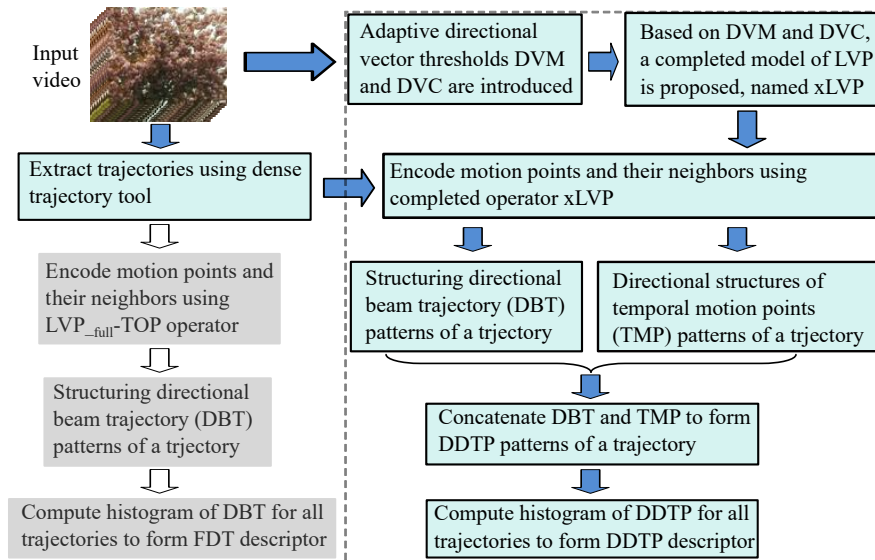 Input
video
Adaptive directional
vector thresholds DVM
and DVC are introduced
Based on DVM and DVC,
a completed model of LVP
is proposed, named xLVP
Extract trajectories using dense
trajectory tool
Encode motion points and their neighbors using
completed operator xLVP
Encode motion points and
their neighbors using
LVP_full-TOP operator
Structuring directional
beam trajectory (DBT)
patterns of a trjectory
Directional structures of
temporal motion points
(TMP) patterns of a trjectory
Structuring directional
beam trajectory (DBT)
patterns of a trjectory
Concatenate DBT and TMP to form
DDTP patterns of a trajectory
Compute histogram of DBT for all
trajectories to form FDT descriptor
Compute histogram of DDTP for all
trajectories to form DDTP descriptor